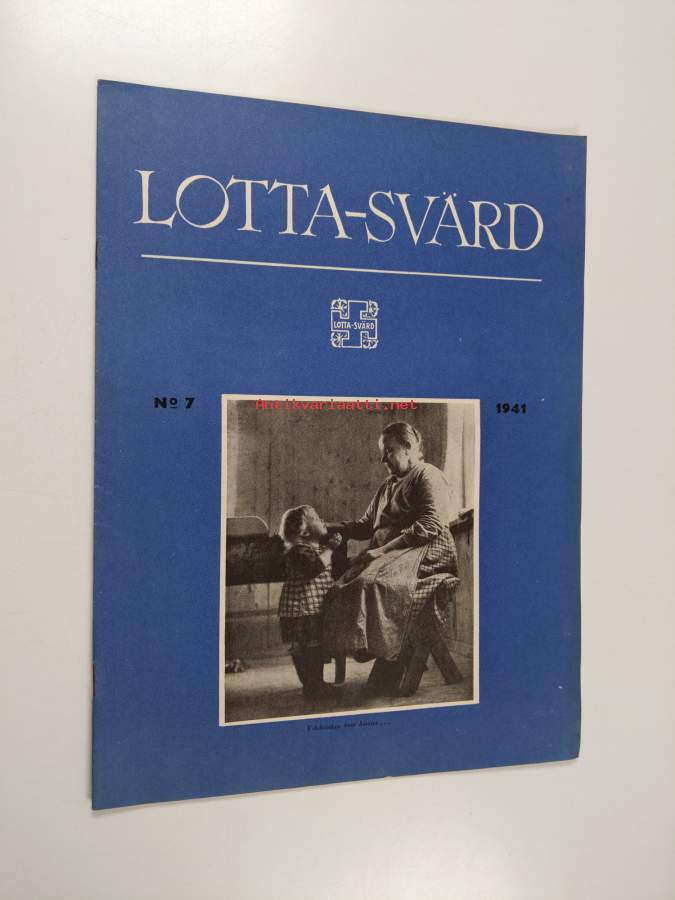 LOTTA-SVÄRD
LOTTA-SVÄRD
Nº 7
Antikvariaatti.net
1941